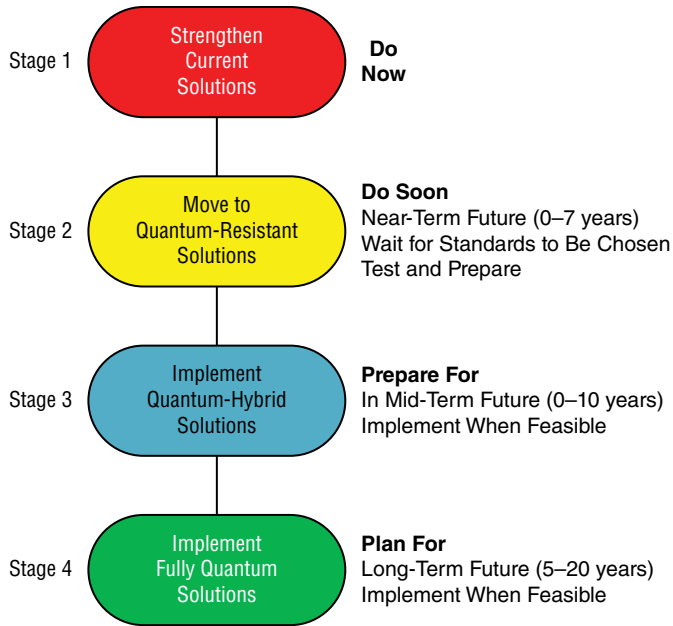 Stage 1
Strengthen
Current
Solutions
Do
Now
Stage 2
Move to
Quantum-Resistant
Solutions
Do Soon
Near-Term Future (0–7 years)
Wait for Standards to Be Chosen
Test and Prepare
Stage 3
Implement
Quantum-Hybrid
Solutions
Prepare For
In Mid-Term Future (0–10 years)
Implement When Feasible
Stage 4
Implement
Fully Quantum
Solutions
Plan For
Long-Term Future (5–20 years)
Implement When Feasible